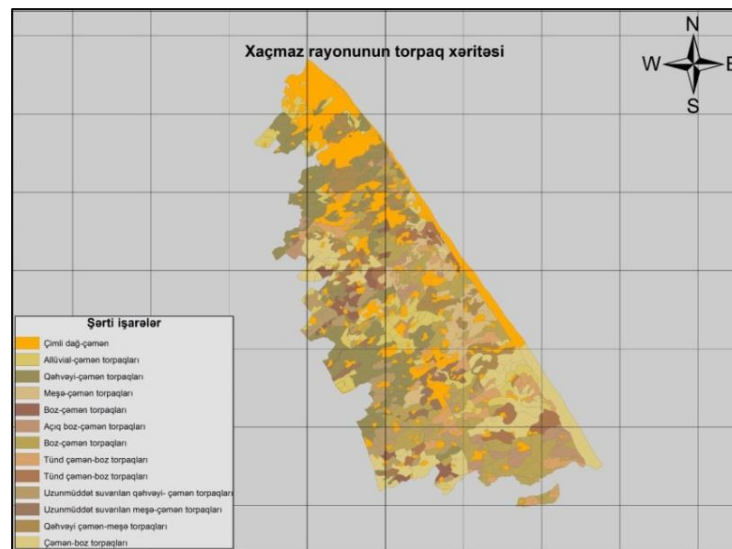 Xaçmaz rayonunun torpaq xəritəsi
N
W E
S
Şərti işarələr
Çimli dağ-çəmən
Allüvial-çəmən torpaqları
Qəhvəyi-çəmən torpaqları
Meşə-çəmən torpaqları
Boz-çəmən torpaqları
Açıq boz-çəmən torpaqları
Boz-çəmən torpaqları
Tünd çəmən-boz torpaqları
Tünd çəmən-boz torpaqları
Uzunmüddət suvarılan qəhvəyi- çəmən torpaqları
Uzunmüddət suvarılan meşə-çəmən torpaqları
Qəhvəyi çəmən-meşə torpaqları
Çəmən-boz torpaqları